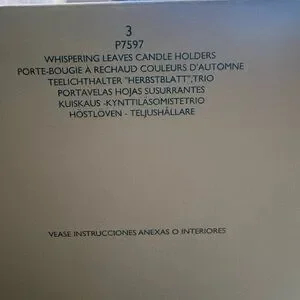 3
P7597
WHISPERING LEAVES CANDLE HOLDERS
PORTE-BOUGIE À RECHAUD COULEURS D'AUTOMNE
TEELICHTHALTER "HERBSTBLATT",TRIO
PORTAVELAS HOJAS SUSURRANTES
KUISKAUS -KYNTTILÄSOMISTETRIO
HÖSTLÖVEN - TELJUSHÅLLARE
VEASE INSTRUCCIONES ANEXAS O INTERIORES